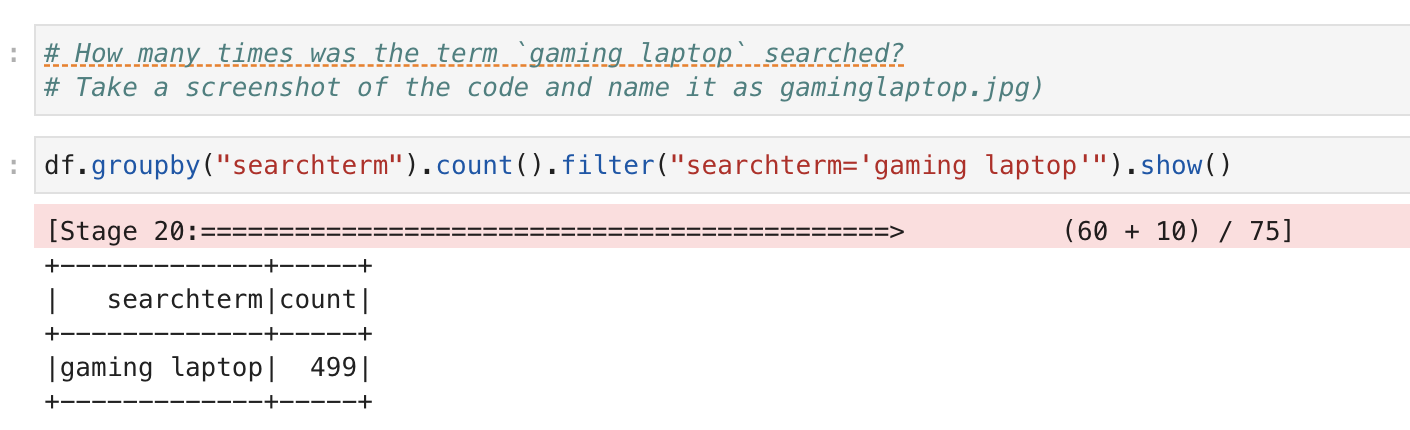 : # How many times was the term `gaming laptop` searched?
# Take a screenshot of the code and name it as gaminglaptop.jpg)
: df.groupby("searchterm").count().filter("searchterm='gaming laptop'").show()
[Stage 20:============================================>          (60 + 10) / 75]
+-------------+-----+
|   searchterm|count|
+-------------+-----+
|gaming laptop|  499|
+-------------+-----+